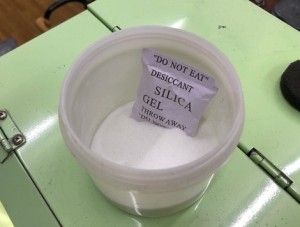 "DO NOT EAT"
DESICCANT
SILICA
GEL
THROW AWAY